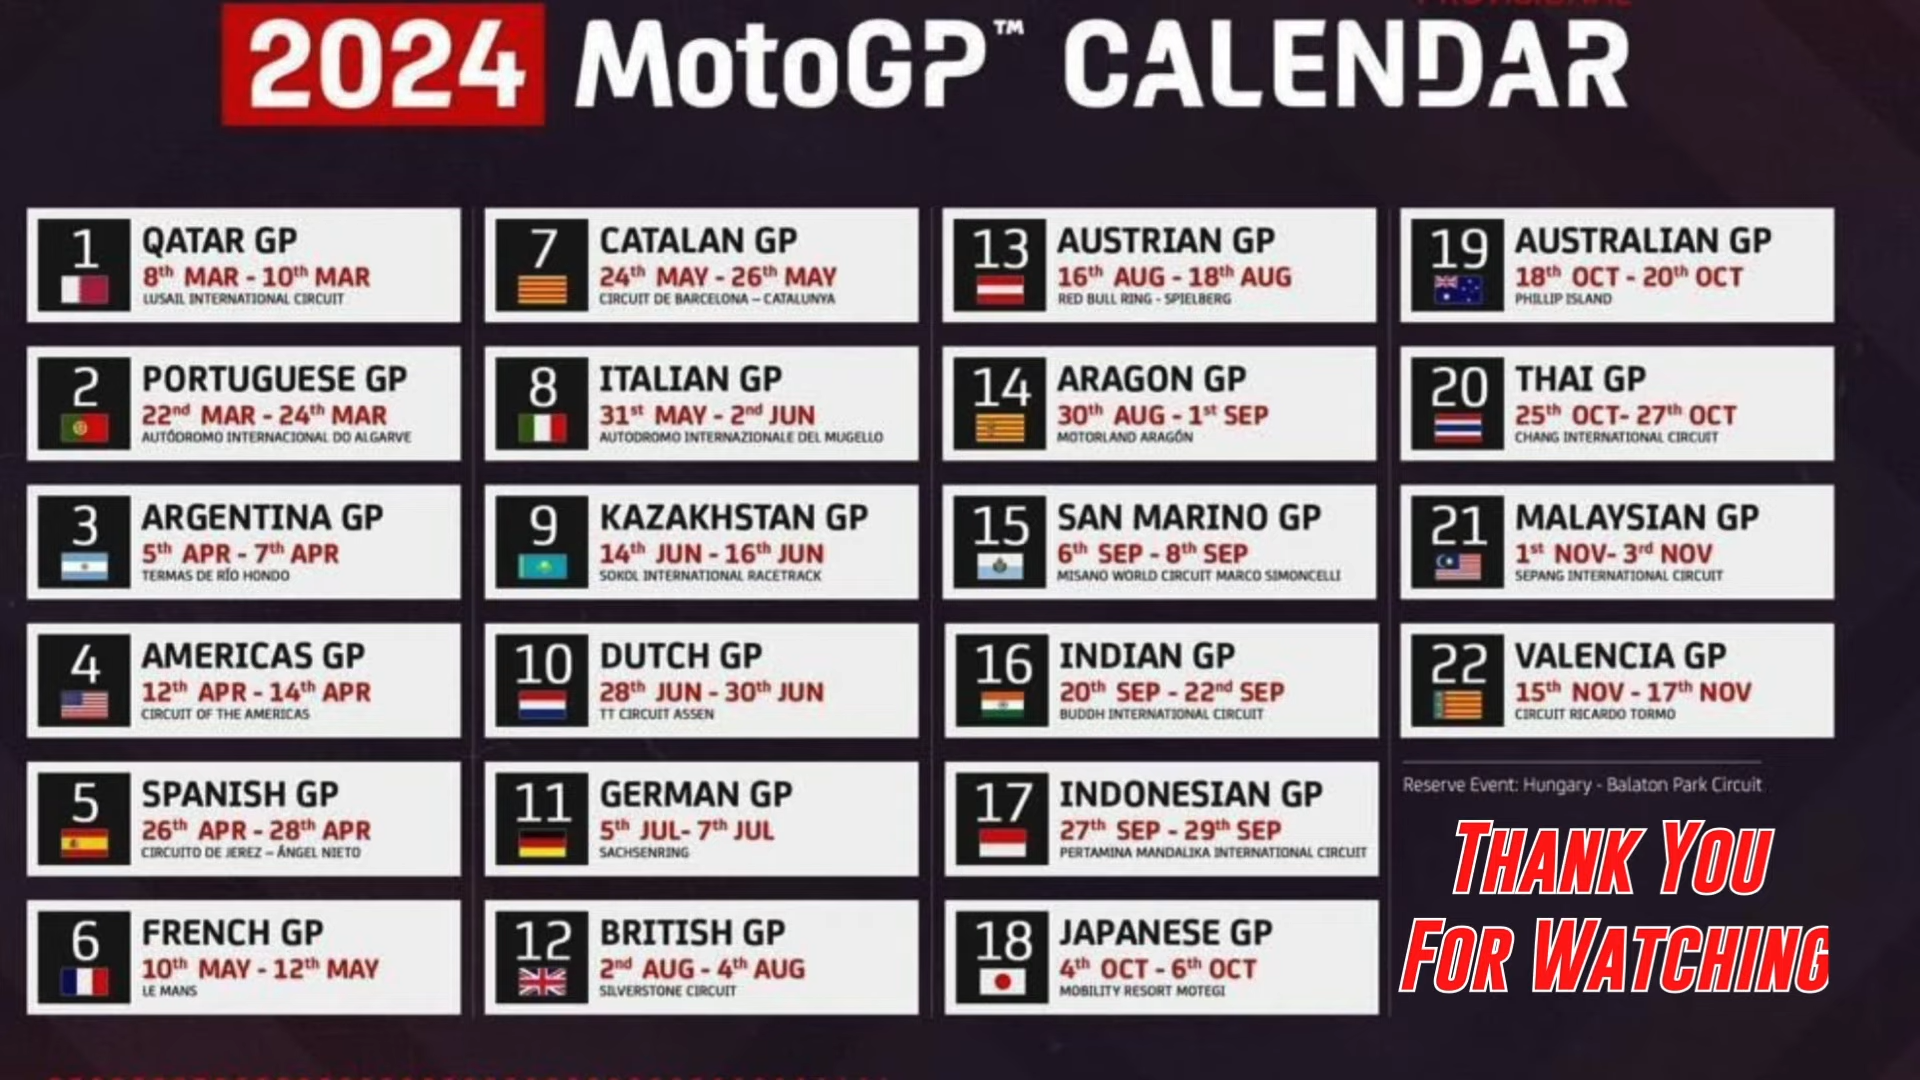 PROVISIONAL
2024 MotoGP™ CALENDAR
1
QATAR GP
8th MAR - 10th MAR
LUSAIL INTERNATIONAL CIRCUIT
2
PORTUGUESE GP
22nd MAR - 24th MAR
AUTÓDROMO INTERNACIONAL DO ALGARVE
3
ARGENTINA GP
5th APR - 7th APR
TERMAS DE RÍO HONDO
4
AMERICAS GP
12th APR - 14th APR
CIRCUIT OF THE AMERICAS
5
SPANISH GP
26th APR - 28th APR
CIRCUITO DE JEREZ – ÁNGEL NIETO
6
FRENCH GP
10th MAY - 12th MAY
LE MANS
7
CATALAN GP
24th MAY - 26th MAY
CIRCUIT DE BARCELONA – CATALUNYA
8
ITALIAN GP
31st MAY - 2nd JUN
AUTODROMO INTERNAZIONALE DEL MUGELLO
9
KAZAKHSTAN GP
14th JUN - 16th JUN
SOKOL INTERNATIONAL RACETRACK
10
DUTCH GP
28th JUN - 30th JUN
TT CIRCUIT ASSEN
11
GERMAN GP
5th JUL- 7th JUL
SACHSENRING
12
BRITISH GP
2nd AUG - 4th AUG
SILVERSTONE CIRCUIT
13
AUSTRIAN GP
16th AUG - 18th AUG
RED BULL RING - SPIELBERG
14
ARAGON GP
30th AUG - 1st SEP
MOTORLAND ARAGÓN
15
SAN MARINO GP
6th SEP - 8th SEP
MISANO WORLD CIRCUIT MARCO SIMONCELLI
16
INDIAN GP
20th SEP - 22nd SEP
BUDDH INTERNATIONAL CIRCUIT
17
INDONESIAN GP
27th SEP - 29th SEP
PERTAMINA MANDALIKA INTERNATIONAL CIRCUIT
18
JAPANESE GP
4th OCT - 6th OCT
MOBILITY RESORT MOTEGI
19
AUSTRALIAN GP
18th OCT - 20th OCT
PHILLIP ISLAND
20
THAI GP
25th OCT- 27th OCT
CHANG INTERNATIONAL CIRCUIT
21
MALAYSIAN GP
1st NOV- 3rd NOV
SEPANG INTERNATIONAL CIRCUIT
22
VALENCIA GP
15th NOV - 17th NOV
CIRCUIT RICARDO TORMO
Reserve Event: Hungary - Balaton Park Circuit
THANK YOU
FOR WATCHING